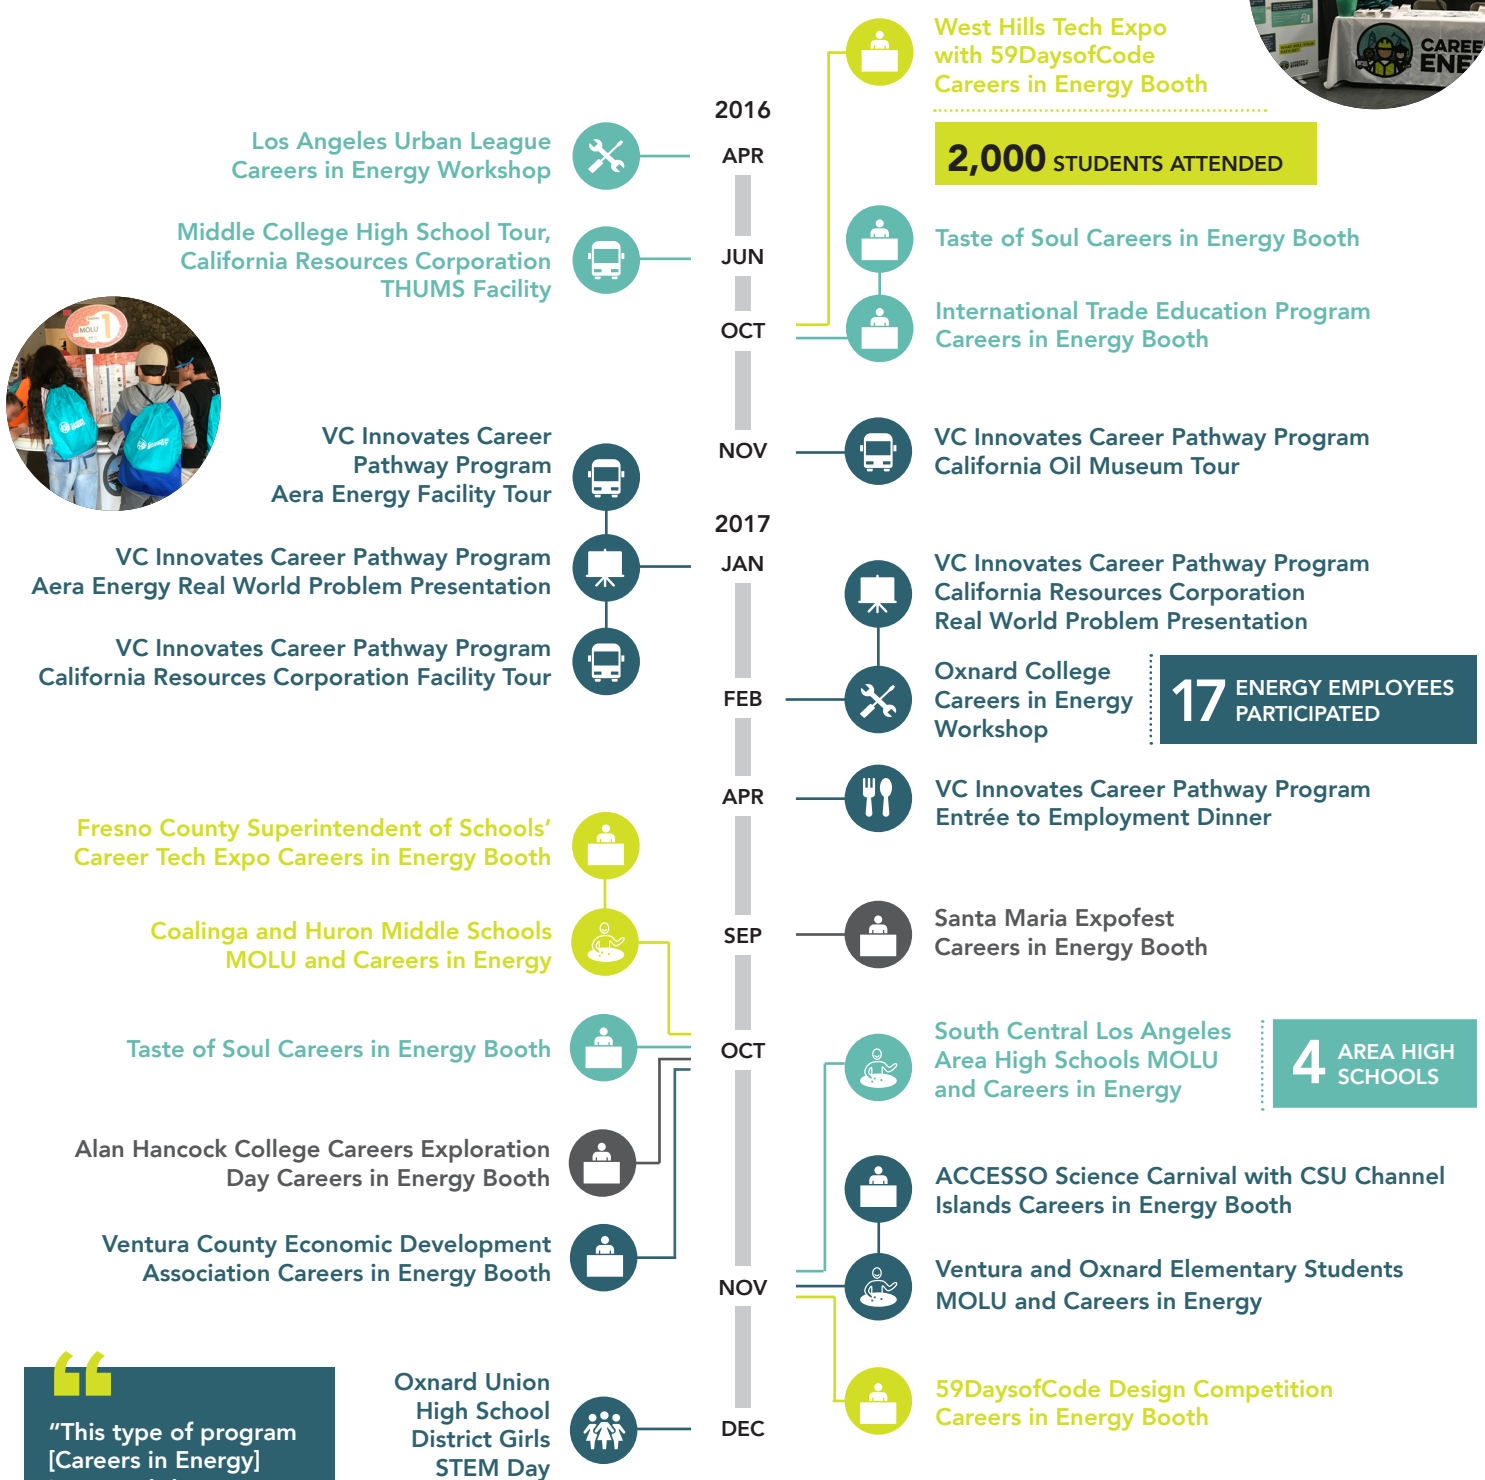 West Hills Tech Expo
with 59DaysofCode
Careers in Energy Booth
2,000 STUDENTS ATTENDED
2016
APR
Los Angeles Urban League
Careers in Energy Workshop
JUN
Middle College High School Tour,
California Resources Corporation
THUMS Facility
Taste of Soul Careers in Energy Booth
International Trade Education Program
Careers in Energy Booth
OCT
MOLU
1
NOV
VC Innovates Career Pathway Program
California Oil Museum Tour
VC Innovates Career
Pathway Program
Aera Energy Facility Tour
2017
JAN
VC Innovates Career Pathway Program
Aera Energy Real World Problem Presentation
VC Innovates Career Pathway Program
California Resources Corporation Facility Tour
VC Innovates Career Pathway Program
California Resources Corporation
Real World Problem Presentation
FEB
Oxnard College
Careers in Energy
Workshop
17 ENERGY EMPLOYEES
PARTICIPATED
APR
VC Innovates Career Pathway Program
Entrée to Employment Dinner
Fresno County Superintendent of Schools’
Career Tech Expo Careers in Energy Booth
Coalinga and Huron Middle Schools
MOLU and Careers in Energy
SEP
Santa Maria Expofest
Careers in Energy Booth
OCT
Taste of Soul Careers in Energy Booth
Alan Hancock College Careers Exploration
Day Careers in Energy Booth
Ventura County Economic Development
Association Careers in Energy Booth
South Central Los Angeles
Area High Schools MOLU
and Careers in Energy
4 AREA HIGH
SCHOOLS
ACCESSO Science Carnival with CSU Channel
Islands Careers in Energy Booth
NOV
Ventura and Oxnard Elementary Students
MOLU and Careers in Energy
59DaysofCode Design Competition
Careers in Energy Booth
DEC
Oxnard Union
High School
District Girls
STEM Day
“This type of program
[Careers in Energy]